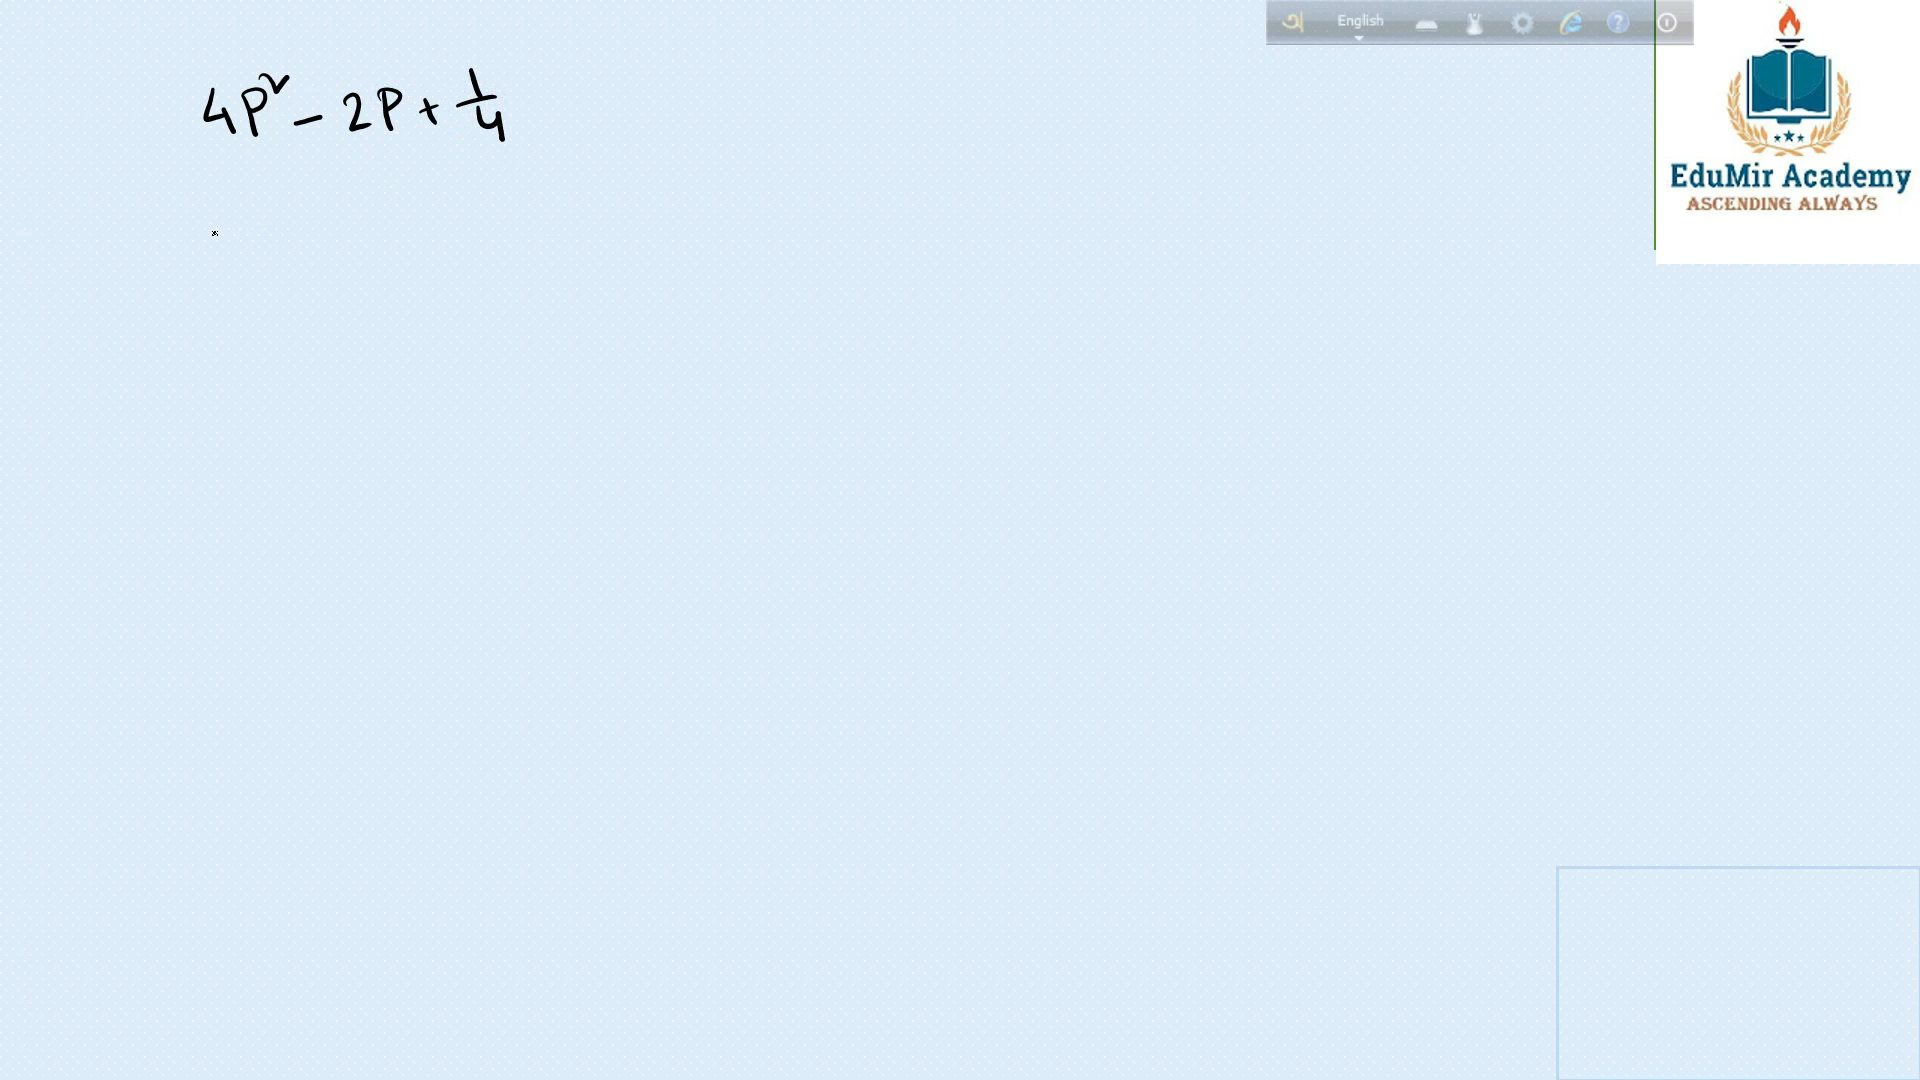 English
4P² - 2P + 1/4
EduMir Academy
ASCENDING ALWAYS